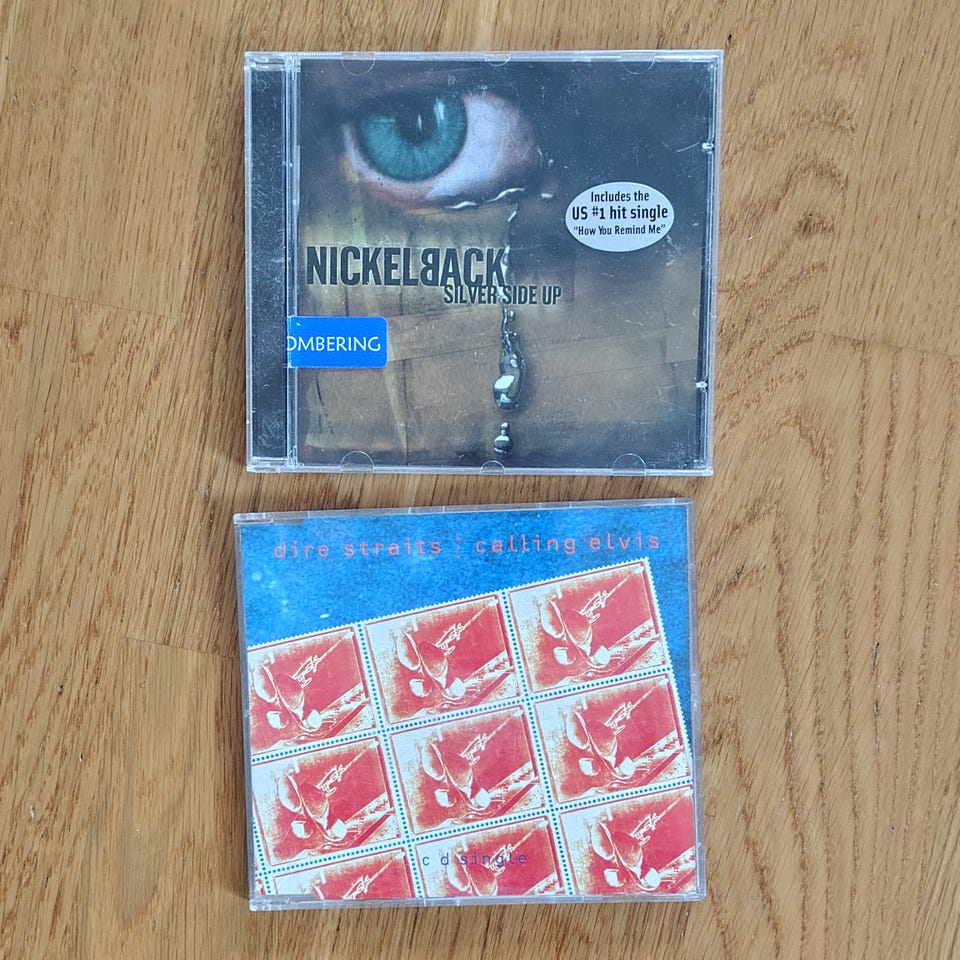 Includes the
US #1 hit single
"How You Remind Me"
NICKELBACK
SILVER SIDE UP
OMBERING
dire straits : calling elvis
cd single